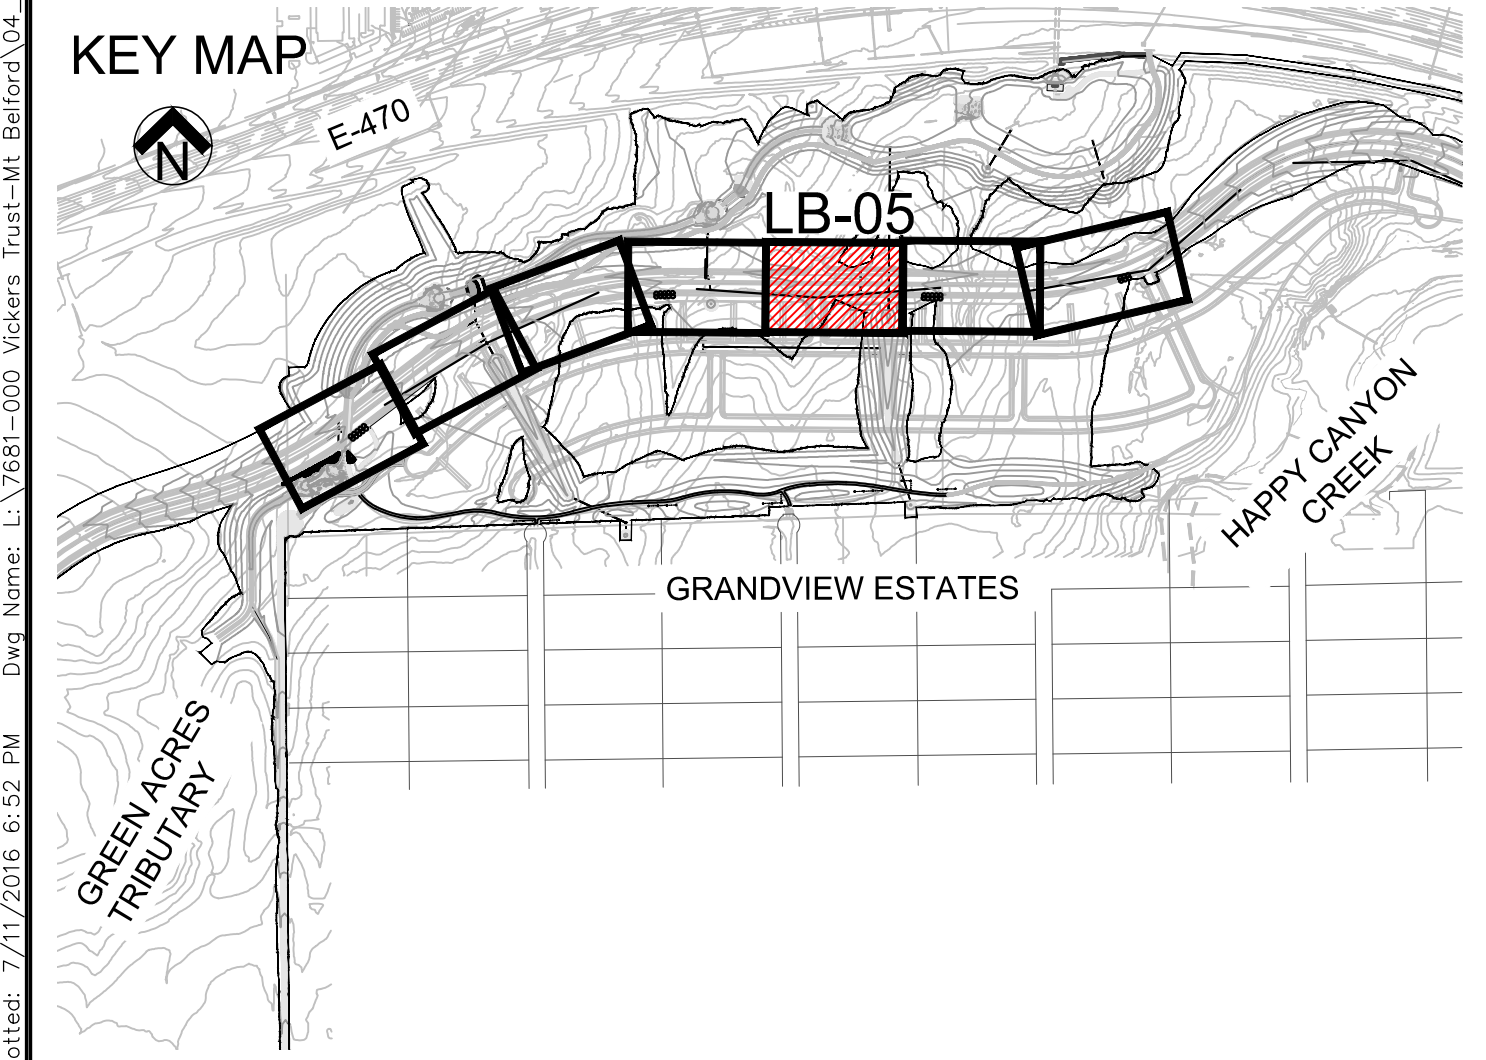 KEY MAP
N
E-470
LB-05
HAPPY CANYON
CREEK
GRANDVIEW ESTATES
GREEN ACRES
TRIBUTARY
otted: 7/11/2016 6:52 PM Dwg Name: L:\7681-000 Vickers Trust-Mt Belford\04_